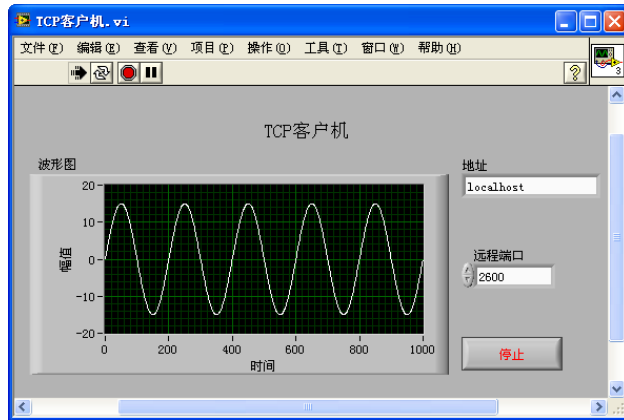 TCP客户机.vi
文件(F) 编辑(E) 查看(V) 项目(P) 操作(O) 工具(T) 窗口(W) 帮助(H)
?
3
TCP客户机
波形图
地址
localhost
远程端口
2600
停止
幅值
20
10
0
-10
-20
0 200 400 600 800 1000
时间